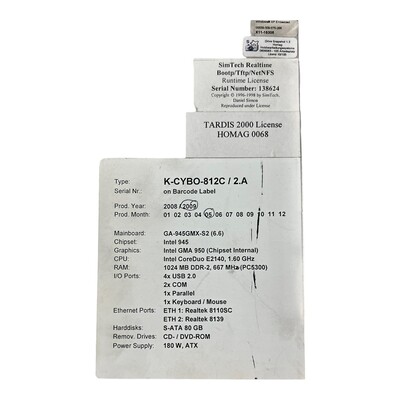 SimTech Realtime
Bootp/Tftp/NetNFS
Runtime License
Serial Number: 138624
Copyright © 1996-1998 by SimTech,
Daniel Simon
Reproduced under License
TARDIS 2000 License
HOMAG 0068
Type: K-CYBO-812C / 2.A
Serial Nr.: on Barcode Label
Prod. Year: 2008 / 2009
Prod. Month: 01 02 03 04 05 06 07 08 09 10 11 12
Mainboard: GA-945GMX-S2 (6.6)
Chipset: Intel 945
Graphics: Intel GMA 950 (Chipset Internal)
CPU: Intel CoreDuo E2140, 1.60 GHz
RAM: 1024 MB DDR-2, 667 MHz (PC5300)
I/O Ports: 4x USB 2.0
2x COM
1x Parallel
1x Keyboard / Mouse
Ethernet Ports: ETH 1: Realtek 8110SC
ETH 2: Realtek 8139
Harddisks: S-ATA 80 GB
Remov. Drives: CD- / DVD-ROM
Power Supply: 180 W, ATX